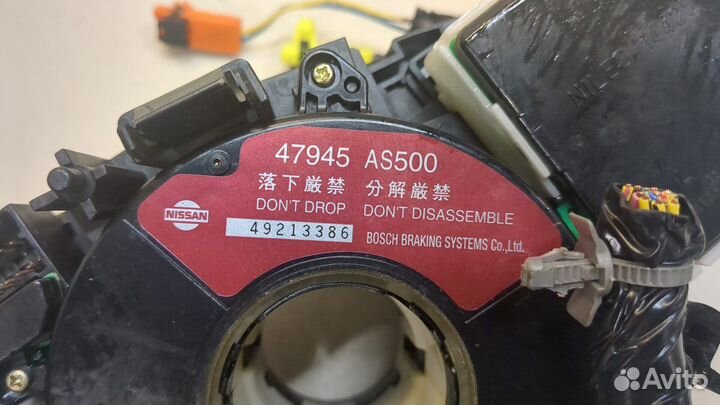 47945 AS500
落下厳禁 分解厳禁
DON'T DROP DON'T DISASSEMBLE
NISSAN
49213386 BOSCH BRAKING SYSTEMS Co., Ltd.
Avito